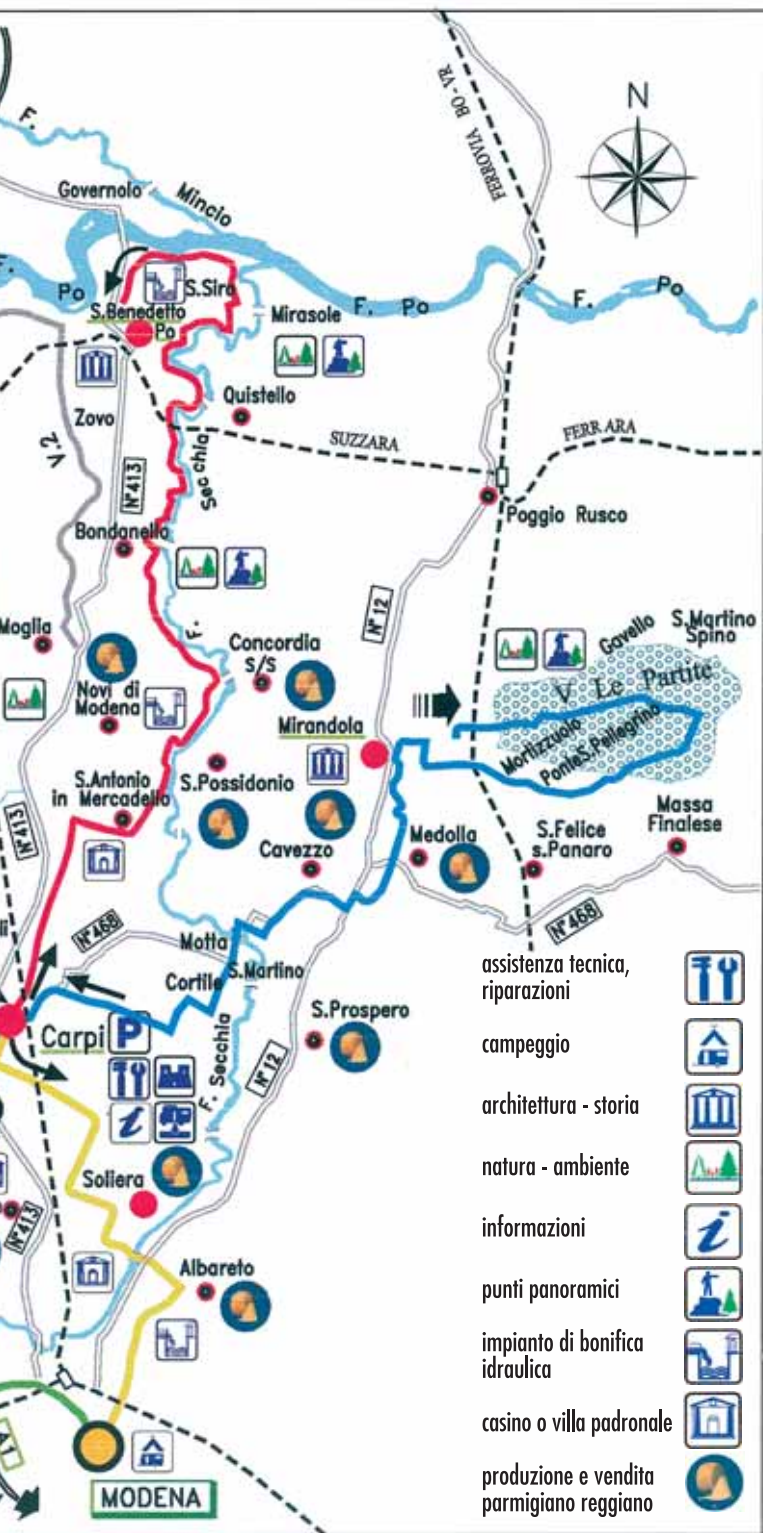 N
FERROVIA BO-VR
F.
Governolo
Mincio
F.
Po
S.Siro
S.Benedetto
Po
Mirasole
F. Po
F. Po
Quistello
Zovo
V.2
SUZZARA
FERRARA
Secchia
N°413
Poggio Rusco
Bondanello
N°12
F.
Moglia
Concordia
S/S
Gavello
S.Martino
Spino
V Le Partite
Novi di
Modena
Mirandola
Mortizzuolo
PonteS.Pellegrino
S.Antonio
in Mercadello
S.Possidonio
N°413
Cavezzo
Medolla
S.Felice
s.Panaro
Massa
Finalese
N°468
N°468
Motta
Cortile
S.Martino
Carpi
P
F. Secchia
S.Prospero
N°12
i
Soliera
N°413
Albareto
MODENA
A1
assistenza tecnica,
riparazioni
campeggio
architettura - storia
natura - ambiente
informazioni
i
punti panoramici
impianto di bonifica
idraulica
casino o villa padronale
produzione e vendita
parmigiano reggiano